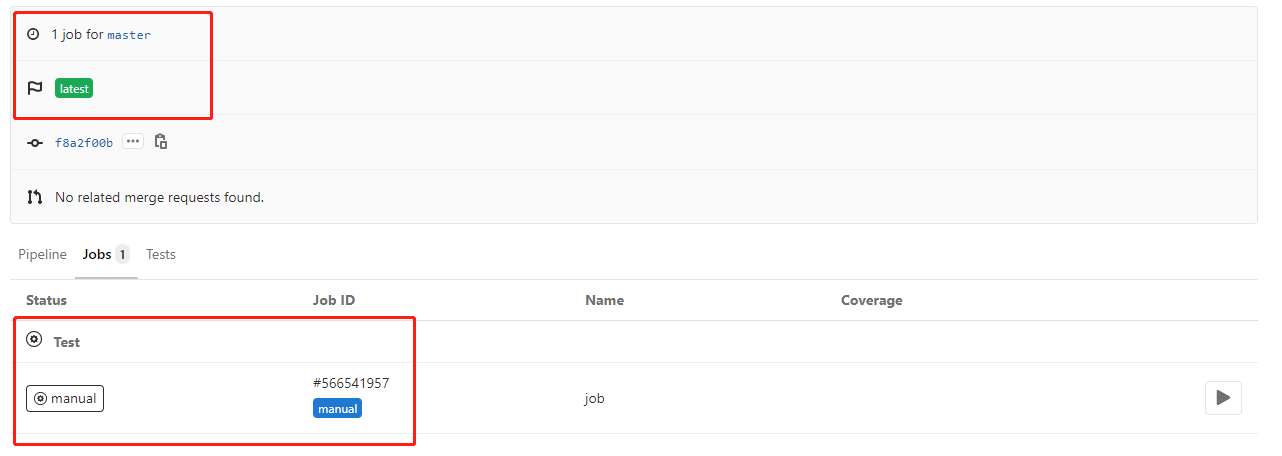 1 job for master
latest
f8a2f00b
No related merge requests found.
Pipeline Jobs 1 Tests
Status Job ID Name Coverage
Test
manual #566541957 job
manual